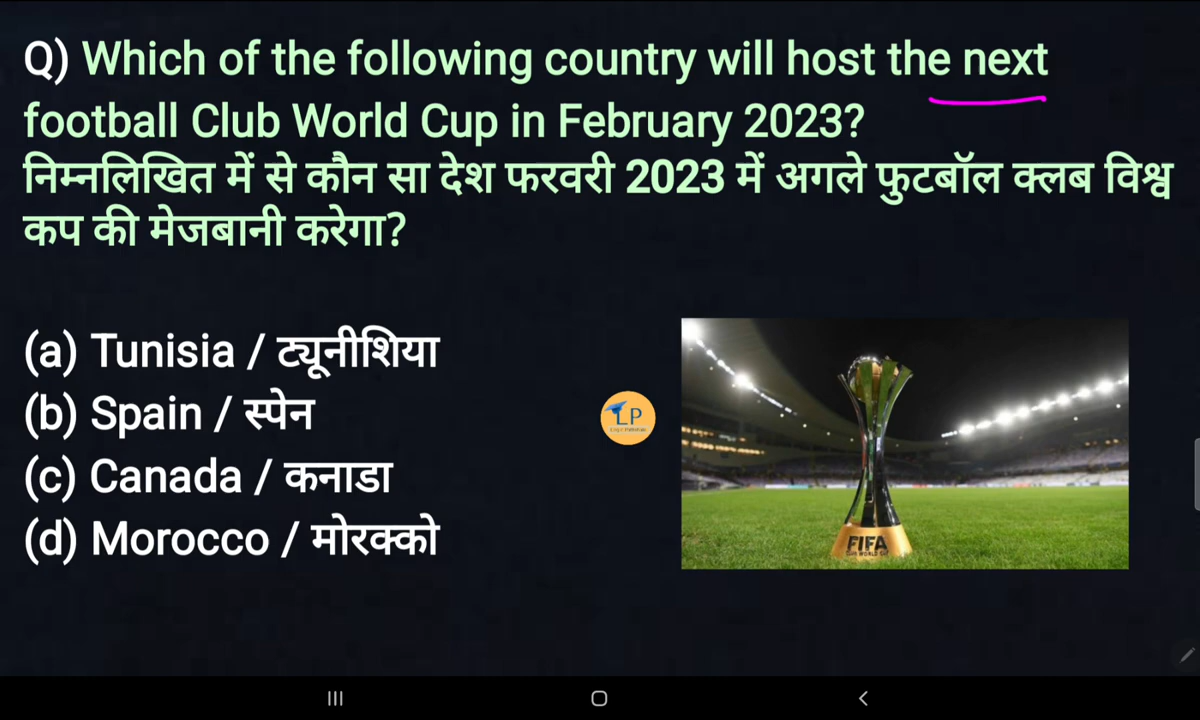 Q) Which of the following country will host the next
football Club World Cup in February 2023?
निम्नलिखित में से कौन सा देश फरवरी 2023 में अगले फुटबॉल क्लब विश्व
कप की मेजबानी करेगा?
(a) Tunisia / ट्यूनीशिया
(b) Spain / स्पेन
(c) Canada / कनाडा
(d) Morocco / मोरक्को
LP
FIFA